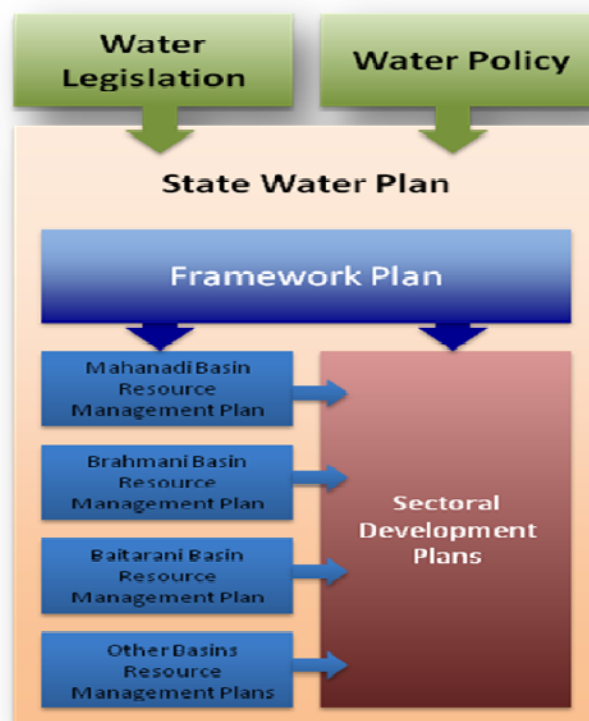 Water
Legislation
Water Policy
State Water Plan
Framework Plan
Mahanadi Basin
Resource
Management Plan
Brahmani Basin
Resource
Management Plan
Baitarani Basin
Resource
Management Plan
Other Basins
Resource
Management Plans
Sectoral
Development
Plans